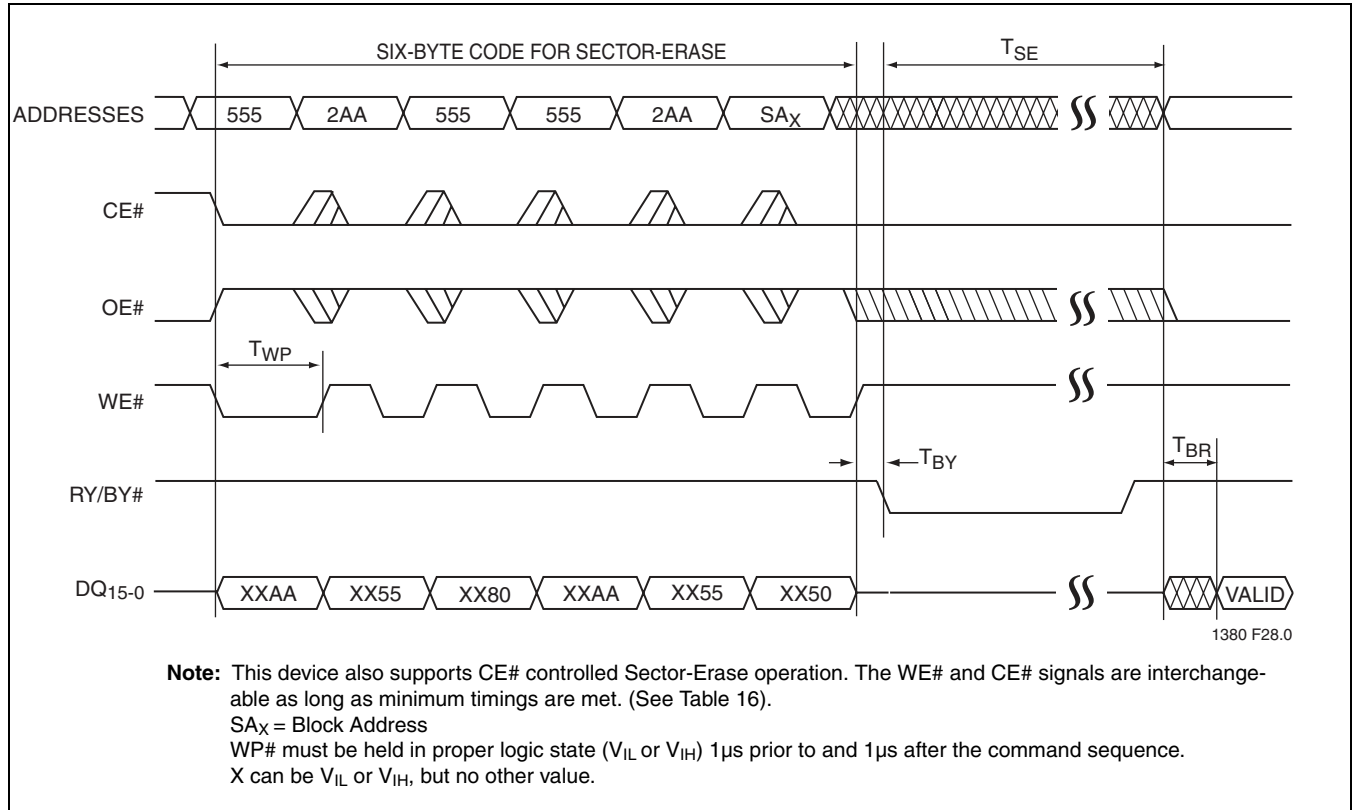 SIX-BYTE CODE FOR SECTOR-ERASE
TSE
ADDRESSES 555 2AA 555 555 2AA SAX
CE#
OE#
TWP
WE#
TBY
TBR
RY/BY#
DQ15-0 XXAA XX55 XX80 XXAA XX55 XX50 VALID
1380 F28.0
Note: This device also supports CE# controlled Sector-Erase operation. The WE# and CE# signals are interchange-
able as long as minimum timings are met. (See Table 16).
SAX = Block Address
WP# must be held in proper logic state (VIL or VIH) 1µs prior to and 1µs after the command sequence.
X can be VIL or VIH, but no other value.